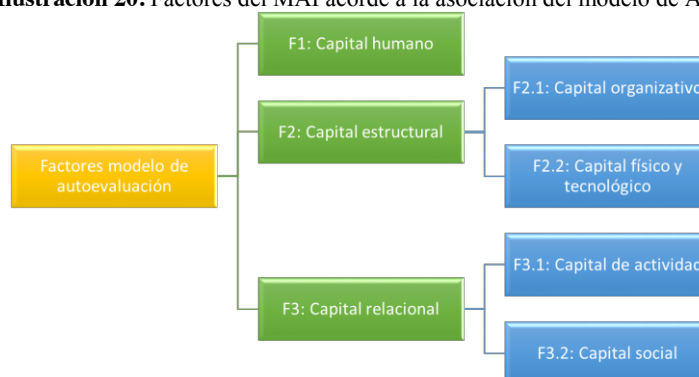 Ilustración 20: Factores del MAI acorde a la asociación del modelo de A
F1: Capital humano
F2: Capital estructural
F2.1: Capital organizativo
Factores modelo de
autoevaluación
F2.2: Capital físico y
tecnológico
F3: Capital relacional
F3.1: Capital de actividad
F3.2: Capital social